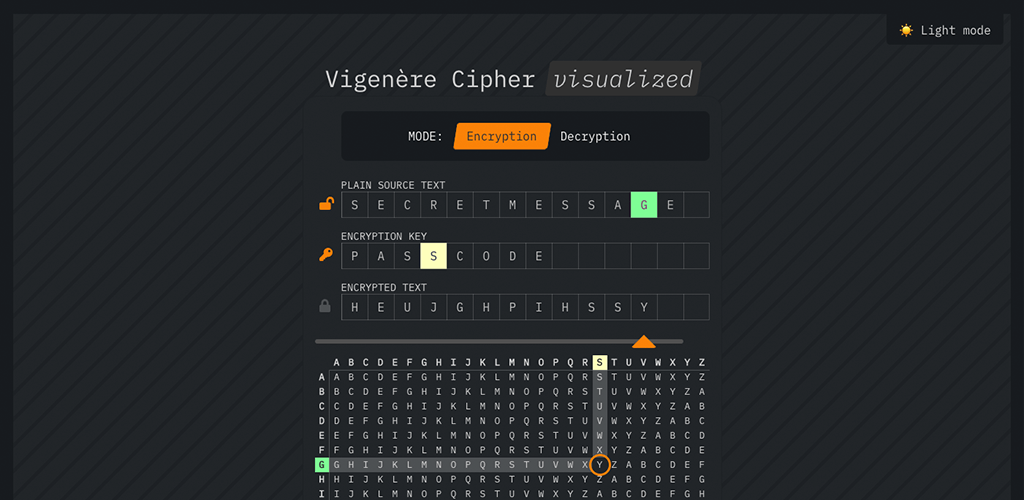 ☀️ Light mode
Vigenère Cipher visualized
MODE: Encryption Decryption
PLAIN SOURCE TEXT
S E C R E T M E S S A G E
ENCRYPTION KEY
P A S S C O D E
ENCRYPTED TEXT
H E U J G H P I H S S Y
A B C D E F G H I J K L M N O P Q R S T U V W X Y Z
A A B C D E F G H I J K L M N O P Q R S T U V W X Y Z
B B C D E F G H I J K L M N O P Q R S T U V W X Y Z A
C C D E F G H I J K L M N O P Q R S T U V W X Y Z A B
D D E F G H I J K L M N O P Q R S T U V W X Y Z A B C
E E F G H I J K L M N O P Q R S T U V W X Y Z A B C D
F F G H I J K L M N O P Q R S T U V W X Y Z A B C D E
G G H I J K L M N O P Q R S T U V W X Y Z A B C D E F
H H I J K L M N O P Q R S T U V W X Y Z A B C D E F G
I I J K L M N O P Q R S T U V W X Y Z A B C D E F G H